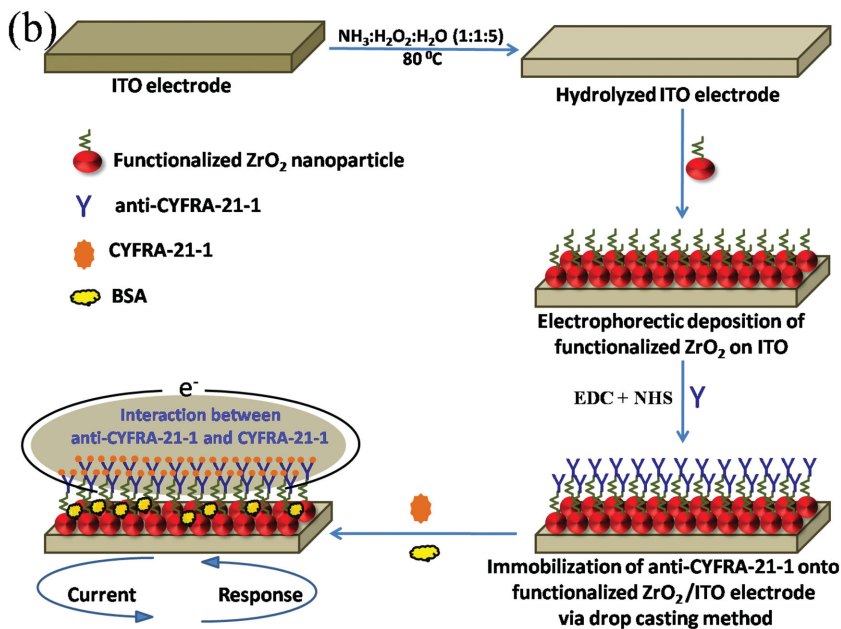 (b)
NH₃:H₂O₂:H₂O (1:1:5)
80 ⁰C
ITO electrode
Hydrolyzed ITO electrode
Functionalized ZrO₂ nanoparticle
anti-CYFRA-21-1
CYFRA-21-1
BSA
Electrophorectic deposition of
functionalized ZrO₂ on ITO
EDC + NHS
e⁻
Interaction between
anti-CYFRA-21-1 and CYFRA-21-1
Immobilization of anti-CYFRA-21-1 onto
functionalized ZrO₂/ITO electrode
via drop casting method
Current
Response